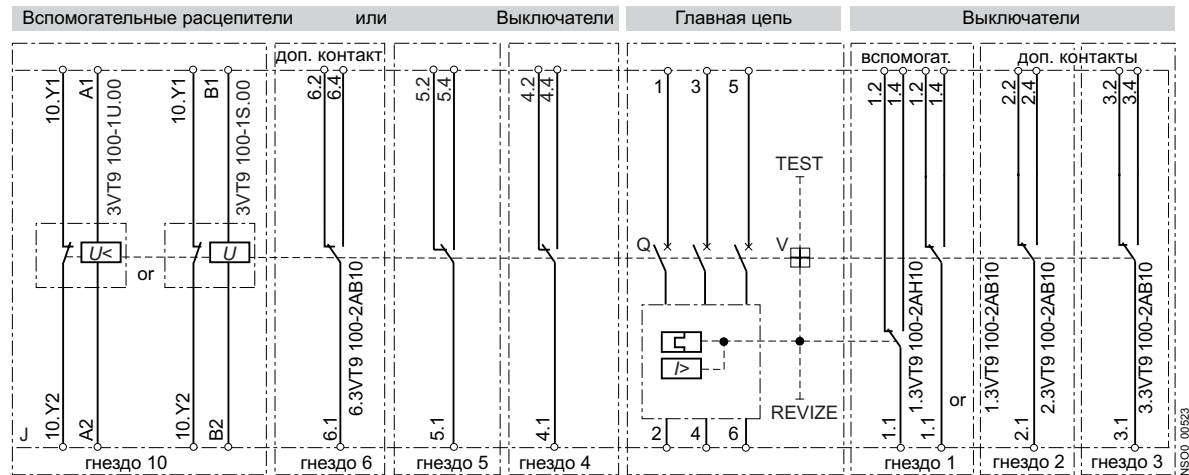 Вспомогательные расцепители или Выключатели Главная цепь Выключатели
доп. контакт вспомогат. доп. контакты
10.Y1
A1
3VT9 100-1U.00
10.Y1
B1
3VT9 100-1S.00
6.2
6.4
5.2
5.4
4.2
4.4
1 3 5
1.2
1.4
1.2
1.4
2.2
2.4
3.2
3.4
TEST
U<
or
U
Q
V
6.3VT9 100-2AB10
1.3VT9 100-2AH10
or
1.3VT9 100-2AB10
2.3VT9 100-2AB10
3.3VT9 100-2AB10
I>
REVIZE
J
10.Y2
A2
10.Y2
B2
6.1
5.1
4.1
2 4 6
1.1
1.1
2.1
3.1
гнездо 10 гнездо 6 гнездо 5 гнездо 4 гнездо 1 гнездо 2 гнездо 3